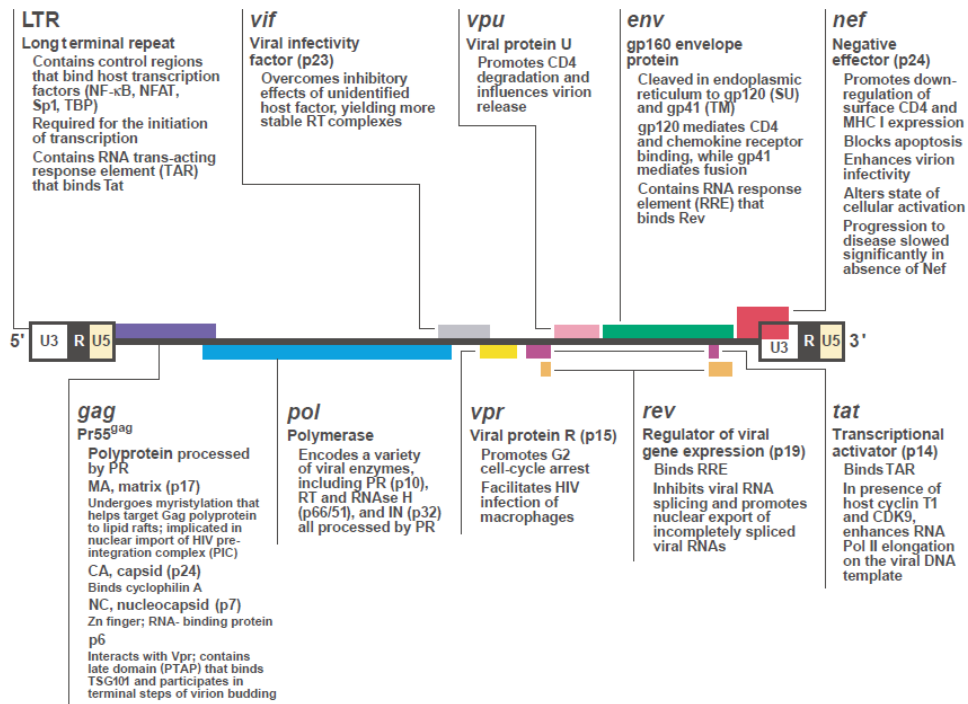 LTR
Long terminal repeat
Contains control regions
that bind host transcription
factors (NF-κB, NFAT,
Sp1, TBP)
Required for the initiation
of transcription
Contains RNA trans-acting
response element (TAR)
that binds Tat
vif
Viral infectivity
factor (p23)
Overcomes inhibitory
effects of unidentified
host factor, yielding more
stable RT complexes
vpu
Viral protein U
Promotes CD4
degradation and
influences virion
release
env
gp160 envelope
protein
Cleaved in endoplasmic
reticulum to gp120 (SU)
and gp41 (TM)
gp120 mediates CD4
and chemokine receptor
binding, while gp41
mediates fusion
Contains RNA response
element (RRE) that
binds Rev
nef
Negative
effector (p24)
Promotes down-
regulation of
surface CD4 and
MHC I expression
Blocks apoptosis
Enhances virion
infectivity
Alters state of
cellular activation
Progression to
disease slowed
significantly in
absence of Nef
5' U3 R U5 U3 R U5 3'
gag
Pr55gag
Polyprotein processed
by PR
MA, matrix (p17)
Undergoes myristylation that
helps target Gag polyprotein
to lipid rafts; implicated in
nuclear import of HIV pre-
integration complex (PIC)
CA, capsid (p24)
Binds cyclophilin A
NC, nucleocapsid (p7)
Zn finger; RNA- binding protein
p6
Interacts with Vpr; contains
late domain (PTAP) that binds
TSG101 and participates in
terminal steps of virion budding
pol
Polymerase
Encodes a variety
of viral enzymes,
including PR (p10),
RT and RNAse H
(p66/51), and IN (p32)
all processed by PR
vpr
Viral protein R (p15)
Promotes G2
cell-cycle arrest
Facilitates HIV
infection of
macrophages
rev
Regulator of viral
gene expression (p19)
Binds RRE
Inhibits viral RNA
splicing and promotes
nuclear export of
incompletely spliced
viral RNAs
tat
Transcriptional
activator (p14)
Binds TAR
In presence of
host cyclin T1
and CDK9,
enhances RNA
Pol II elongation
on the viral DNA
template